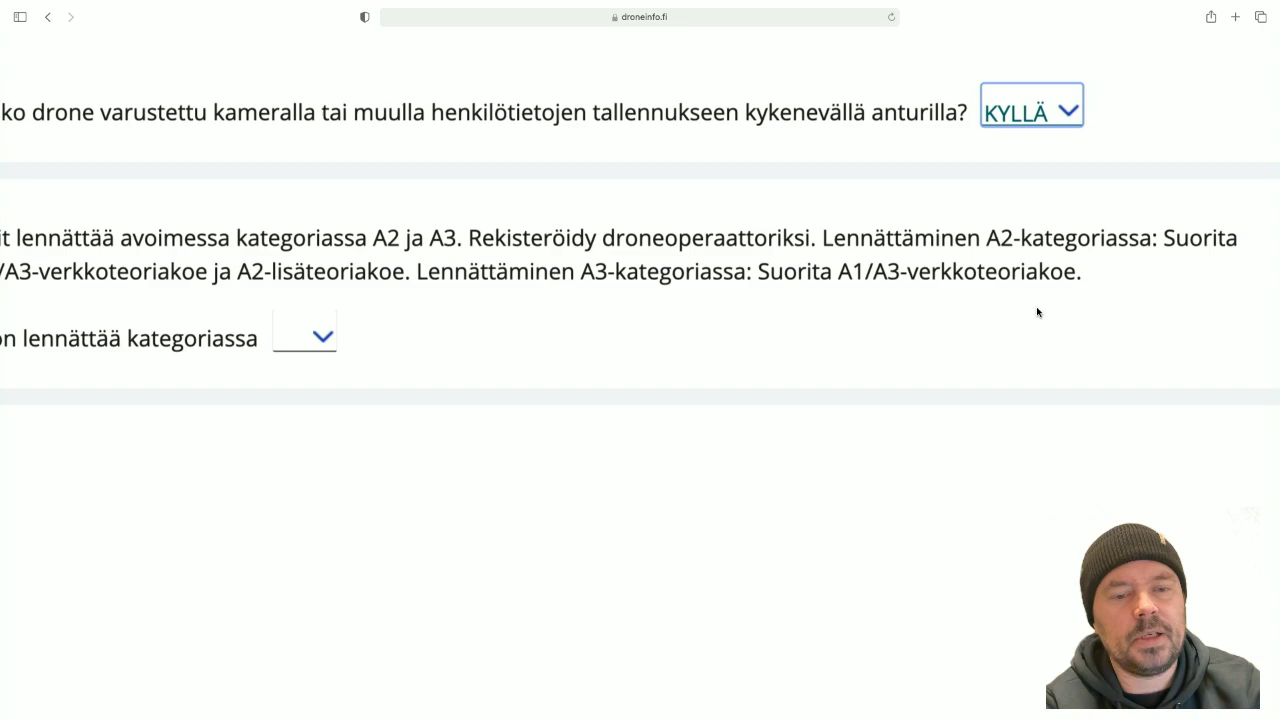 droneinfo.fi
ko drone varustettu kameralla tai muulla henkilötietojen tallennukseen kykenevällä anturilla? KYLLÄ
t lennättää avoimessa kategoriassa A2 ja A3. Rekisteröidy droneoperaattoriksi. Lennättäminen A2-kategoriassa: Suorita
/A3-verkkoteoriakoe ja A2-lisäteoriakoe. Lennättäminen A3-kategoriassa: Suorita A1/A3-verkkoteoriakoe.
on lennättää kategoriassa